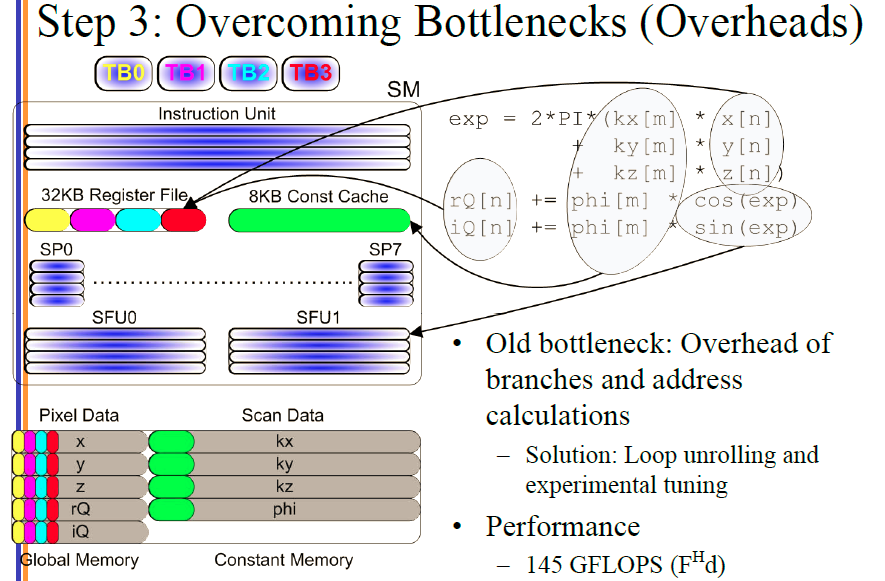 Step 3: Overcoming Bottlenecks (Overheads)
TB0 TB1 TB2 TB3
SM
Instruction Unit
32KB Register File
8KB Const Cache
SP0
SP7
SFU0
SFU1
Pixel Data
Scan Data
x
kx
y
ky
z
kz
rQ
phi
iQ
Global Memory
Constant Memory
exp = 2*PI*(kx[m] * x[n]
+ ky[m] * y[n]
+ kz[m] * z[n])
rQ[n] += phi[m] * cos(exp)
iQ[n] += phi[m] * sin(exp)
• Old bottleneck: Overhead of
branches and address
calculations
– Solution: Loop unrolling and
experimental tuning
• Performance
– 145 GFLOPS (Fᴴd)